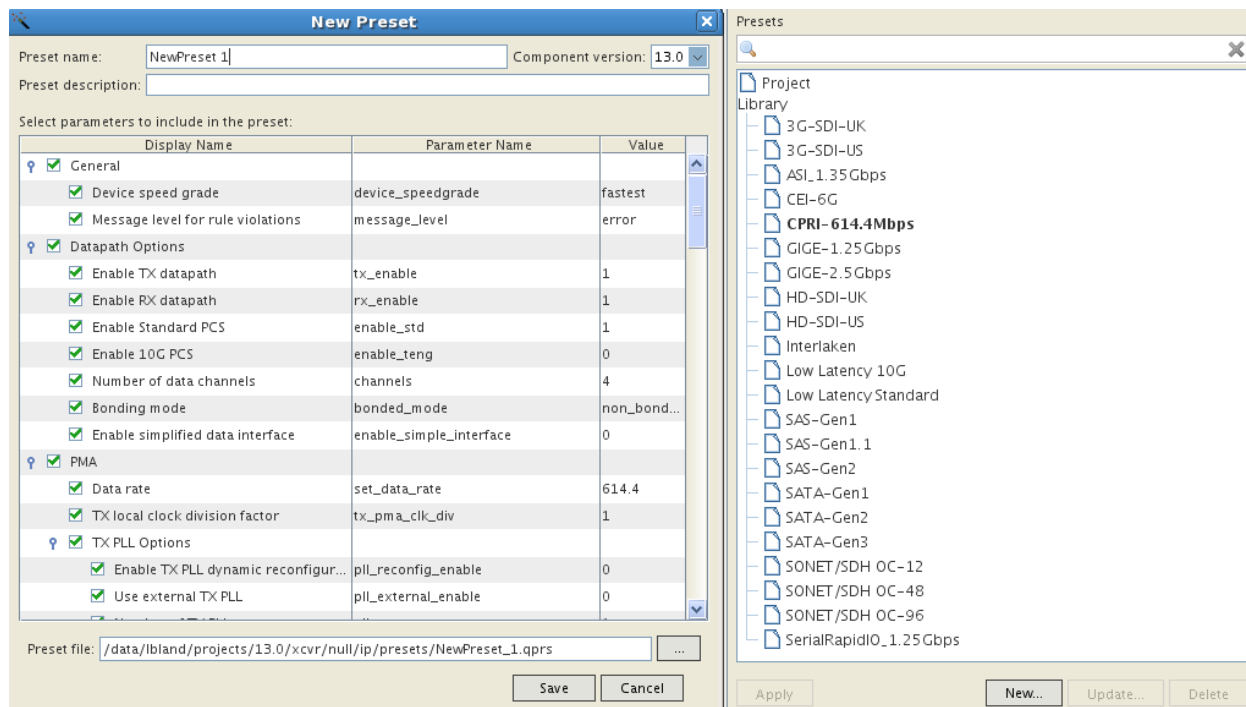 New Preset
Preset name: NewPreset 1 Component version: 13.0
Preset description:
Select parameters to include in the preset:
Display Name Parameter Name Value
General
Device speed grade device_speedgrade fastest
Message level for rule violations message_level error
Datapath Options
Enable TX datapath tx_enable 1
Enable RX datapath rx_enable 1
Enable Standard PCS enable_std 1
Enable 10G PCS enable_teng 0
Number of data channels channels 4
Bonding mode bonded_mode non_bond...
Enable simplified data interface enable_simple_interface 0
PMA
Data rate set_data_rate 614.4
TX local clock division factor tx_pma_clk_div 1
TX PLL Options
Enable TX PLL dynamic reconfigur... pll_reconfig_enable 0
Use external TX PLL pll_external_enable 0
Preset file: /data/lbland/projects/13.0/xcvr/null/ip/presets/NewPreset_1.qprs ...
Save Cancel
Presets
Project
Library
3G-SDI-UK
3G-SDI-US
ASI_1.35Gbps
CEI-6G
CPRI-614.4Mbps
GIGE-1.25Gbps
GIGE-2.5Gbps
HD-SDI-UK
HD-SDI-US
Interlaken
Low Latency 10G
Low Latency Standard
SAS-Gen1
SAS-Gen1.1
SAS-Gen2
SATA-Gen1
SATA-Gen2
SATA-Gen3
SONET/SDH OC-12
SONET/SDH OC-48
SONET/SDH OC-96
SerialRapidIO_1.25Gbps
Apply New... Update... Delete